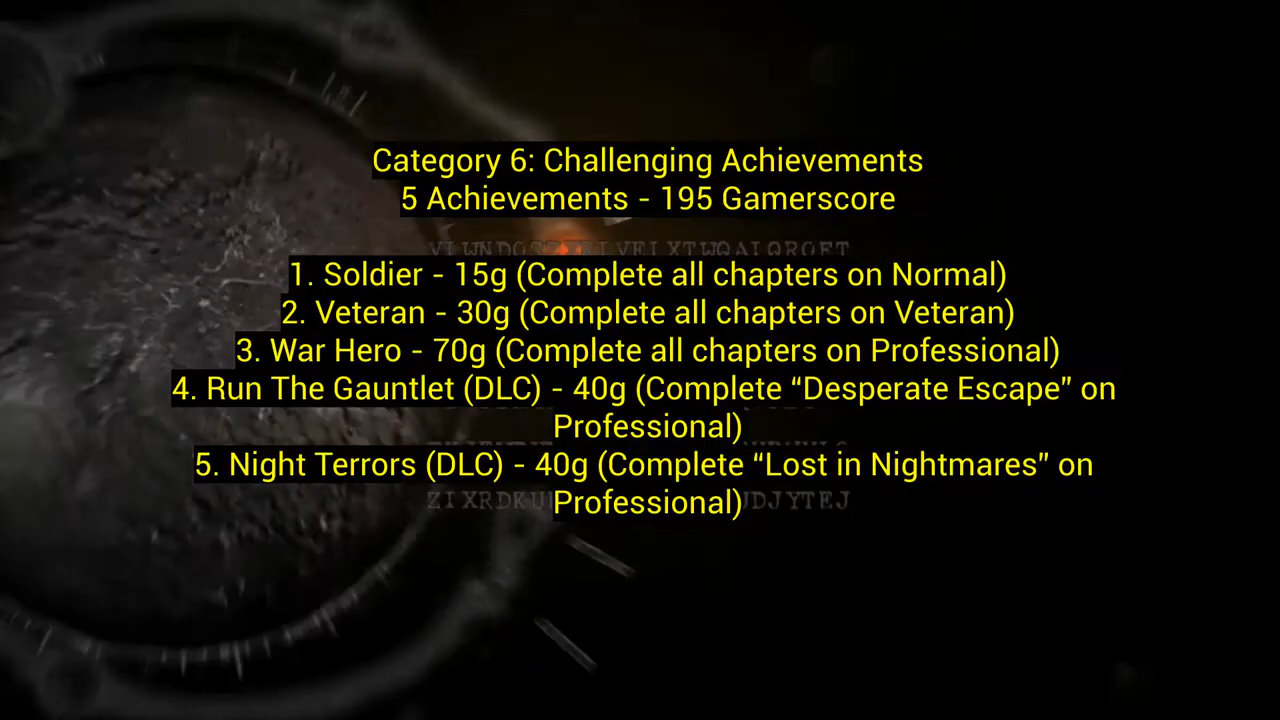 Category 6: Challenging Achievements
5 Achievements - 195 Gamerscore
1. Soldier - 15g (Complete all chapters on Normal)
2. Veteran - 30g (Complete all chapters on Veteran)
3. War Hero - 70g (Complete all chapters on Professional)
4. Run The Gauntlet (DLC) - 40g (Complete “Desperate Escape” on
Professional)
5. Night Terrors (DLC) - 40g (Complete “Lost in Nightmares” on
Professional)